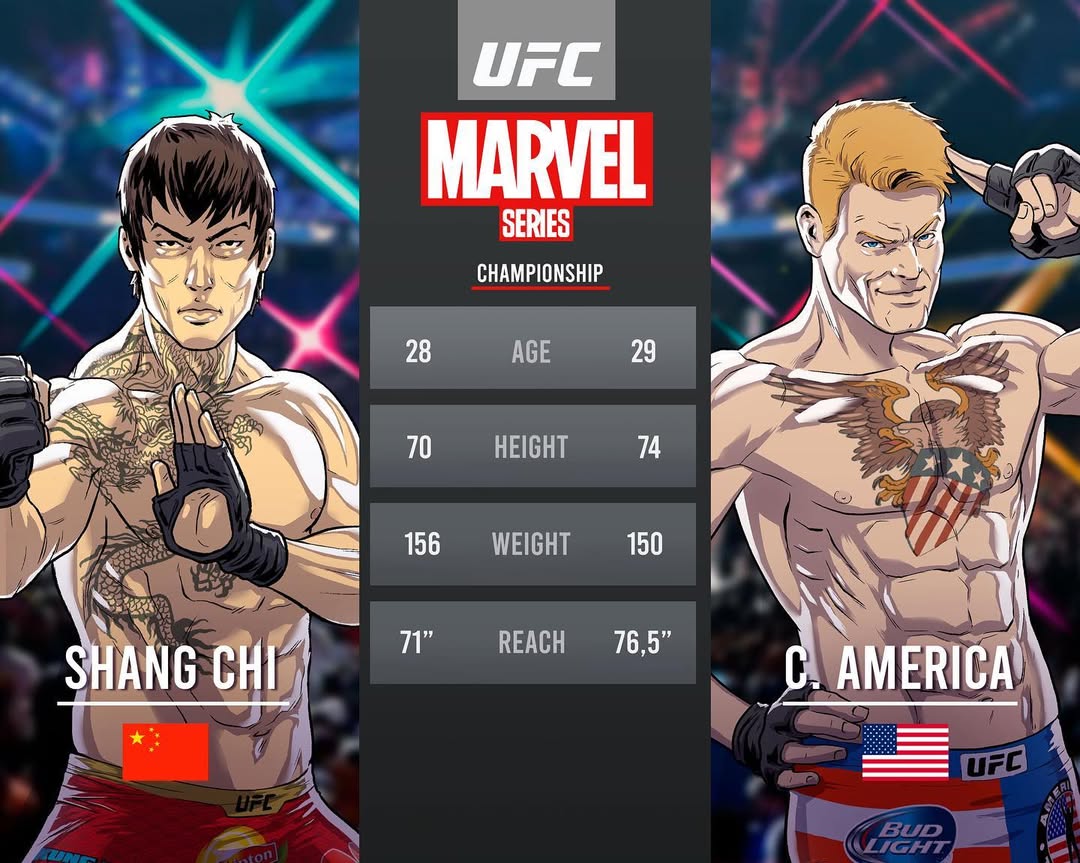 UFC
MARVEL
SERIES
CHAMPIONSHIP
28 AGE 29
70 HEIGHT 74
156 WEIGHT 150
71” REACH 76,5”
SHANG CHI
C. AMERICA
UFC
UFC
BUD
LIGHT